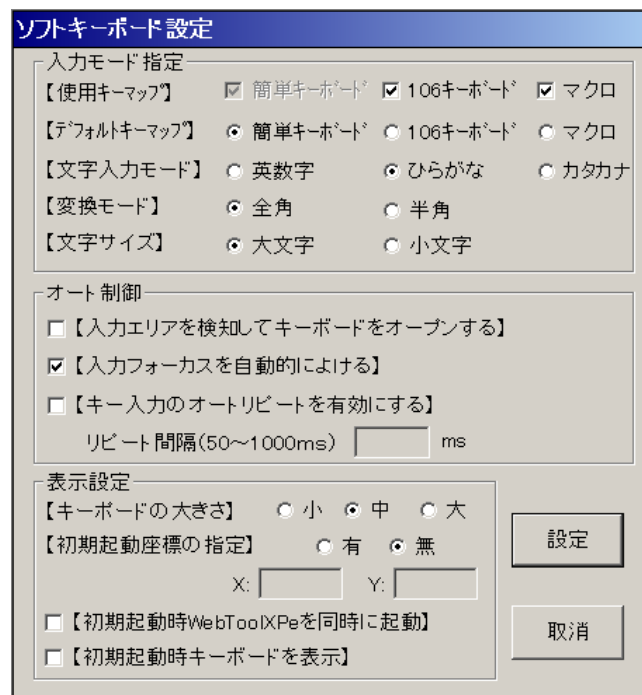 ソフトキーボード設定
入力モード指定
【使用キーマップ】 簡単キーボード 106キーボード マクロ
【デフォルトキーマップ】 簡単キーボード 106キーボード マクロ
【文字入力モード】 英数字 ひらがな カタカナ
【変換モード】 全角 半角
【文字サイズ】 大文字 小文字
オート制御
【入力エリアを検知してキーボードをオープンする】
【入力フォーカスを自動的によける】
【キー入力のオートリピートを有効にする】
リピート間隔(50~1000ms) ms
表示設定
【キーボードの大きさ】 小 中 大
【初期起動座標の指定】 有 無
X: Y:
【初期起動時WebToolXPeを同時に起動】
【初期起動時キーボードを表示】
設定
取消